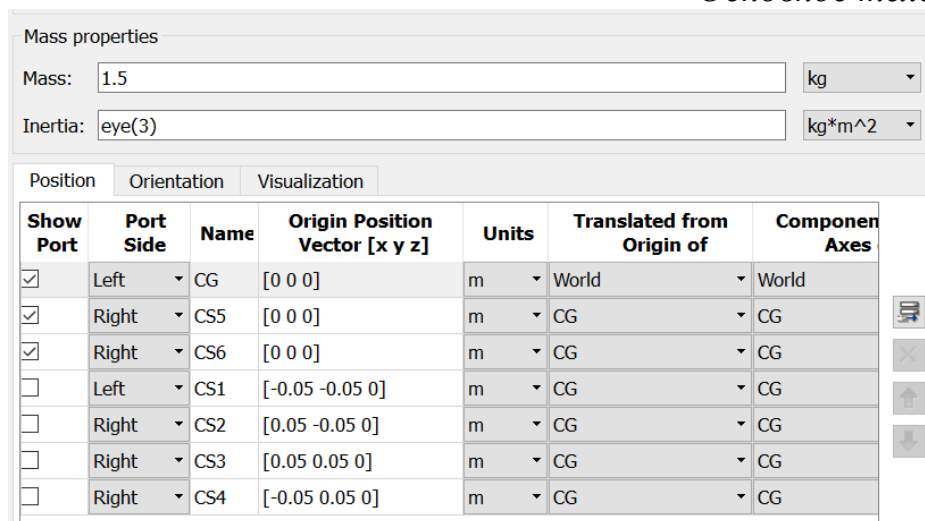 Mass properties
Mass: 1.5 kg
Inertia: eye(3) kg*m^2
Position Orientation Visualization
Show Port Port Side Name Origin Position Vector [x y z] Units Translated from Origin of Componen Axes
Left CG [0 0 0] m World World
Right CS5 [0 0 0] m CG CG
Right CS6 [0 0 0] m CG CG
Left CS1 [-0.05 -0.05 0] m CG CG
Right CS2 [0.05 -0.05 0] m CG CG
Right CS3 [0.05 0.05 0] m CG CG
Right CS4 [-0.05 0.05 0] m CG CG